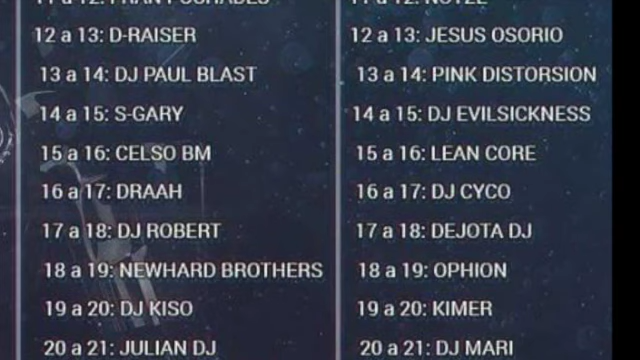 12 a 13: D-RAISER
13 a 14: DJ PAUL BLAST
14 a 15: S-GARY
15 a 16: CELSO BM
16 a 17: DRAAH
17 a 18: DJ ROBERT
18 a 19: NEWHARD BROTHERS
19 a 20: DJ KISO
20 a 21: JULIAN DJ
12 a 13: JESUS OSORIO
13 a 14: PINK DISTORSION
14 a 15: DJ EVILSICKNESS
15 a 16: LEAN CORE
16 a 17: DJ CYCO
17 a 18: DEJOTA DJ
18 a 19: OPHION
19 a 20: KIMER
20 a 21: DJ MARI